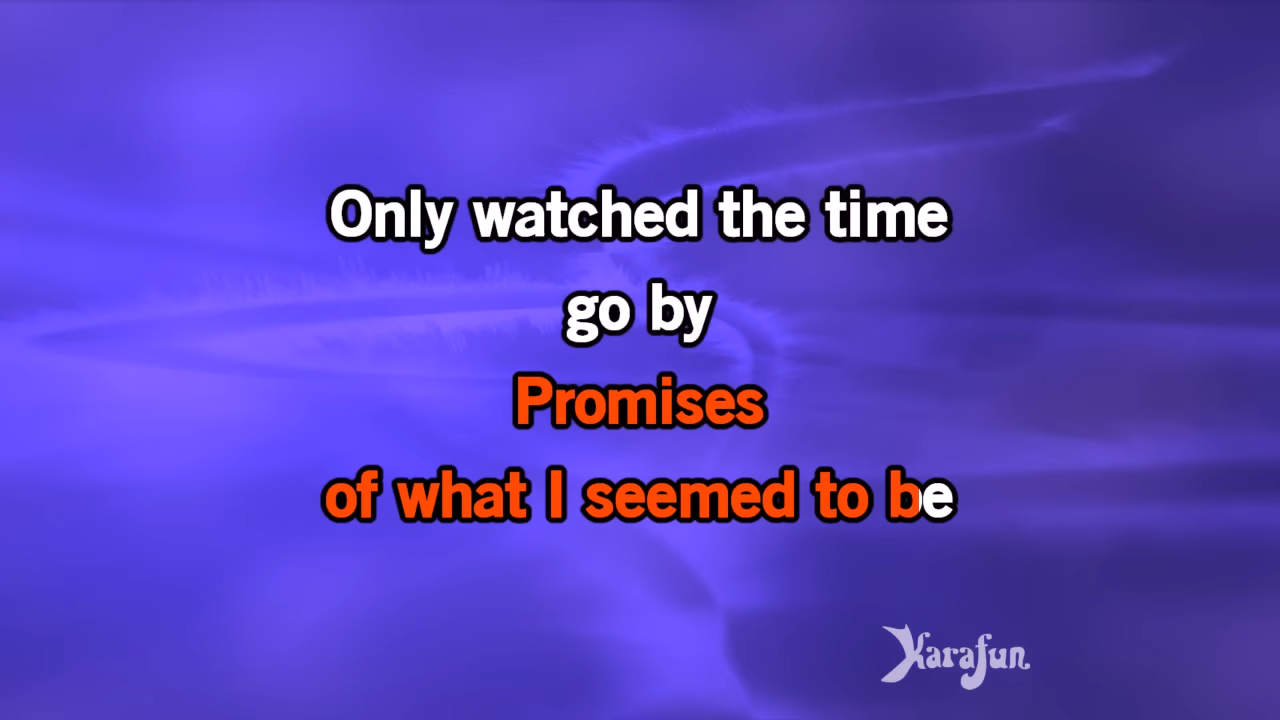 Only watched the time
go by
Promises
of what I seemed to be
Karafun